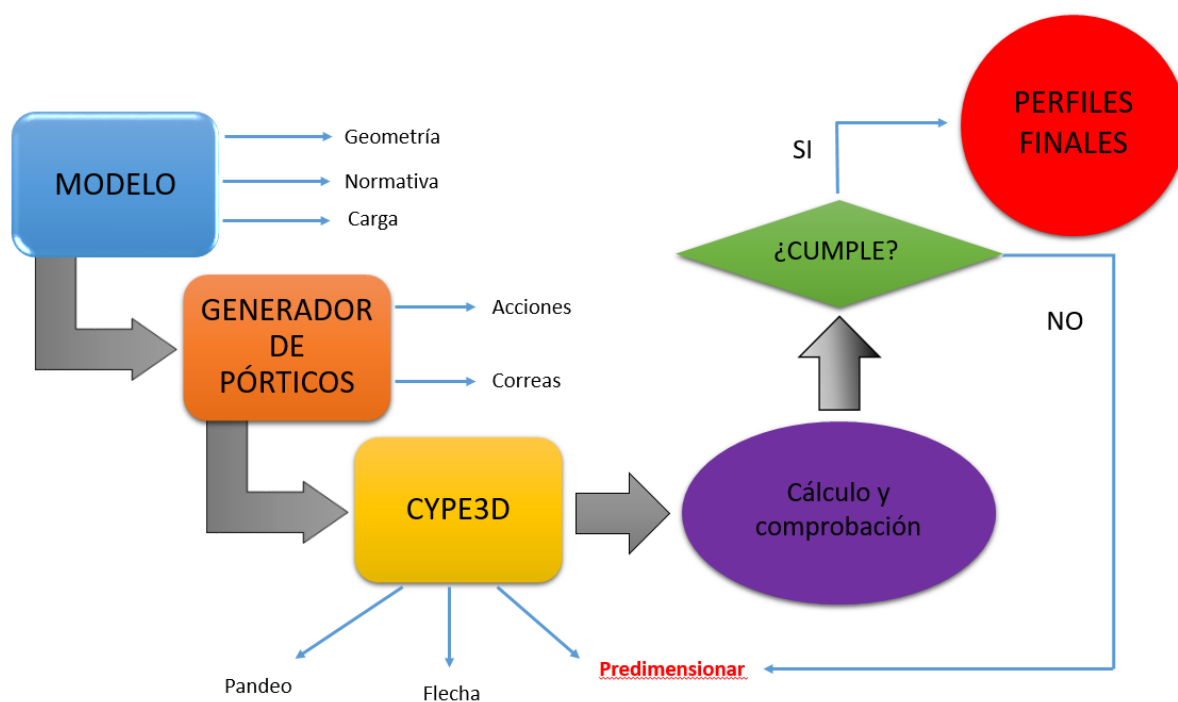 MODELO
Geometría
Normativa
Carga
GENERADOR
DE
PÓRTICOS
Acciones
Correas
CYPE3D
Pandeo
Flecha
Predimensionar
Cálculo y
comprobación
¿CUMPLE?
SI
NO
PERFILES
FINALES